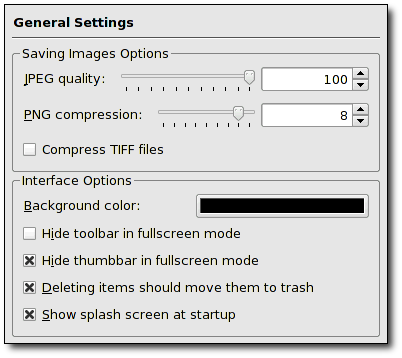 General Settings
Saving Images Options
JPEG quality: 100
PNG compression: 8
Compress TIFF files
Interface Options
Background color:
Hide toolbar in fullscreen mode
Hide thumbbar in fullscreen mode
Deleting items should move them to trash
Show splash screen at startup